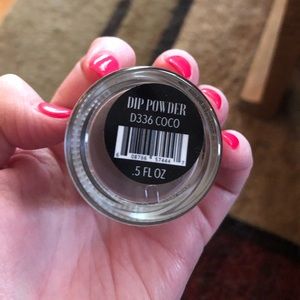 DIP POWDER
D336 COCO
.5 FL OZ